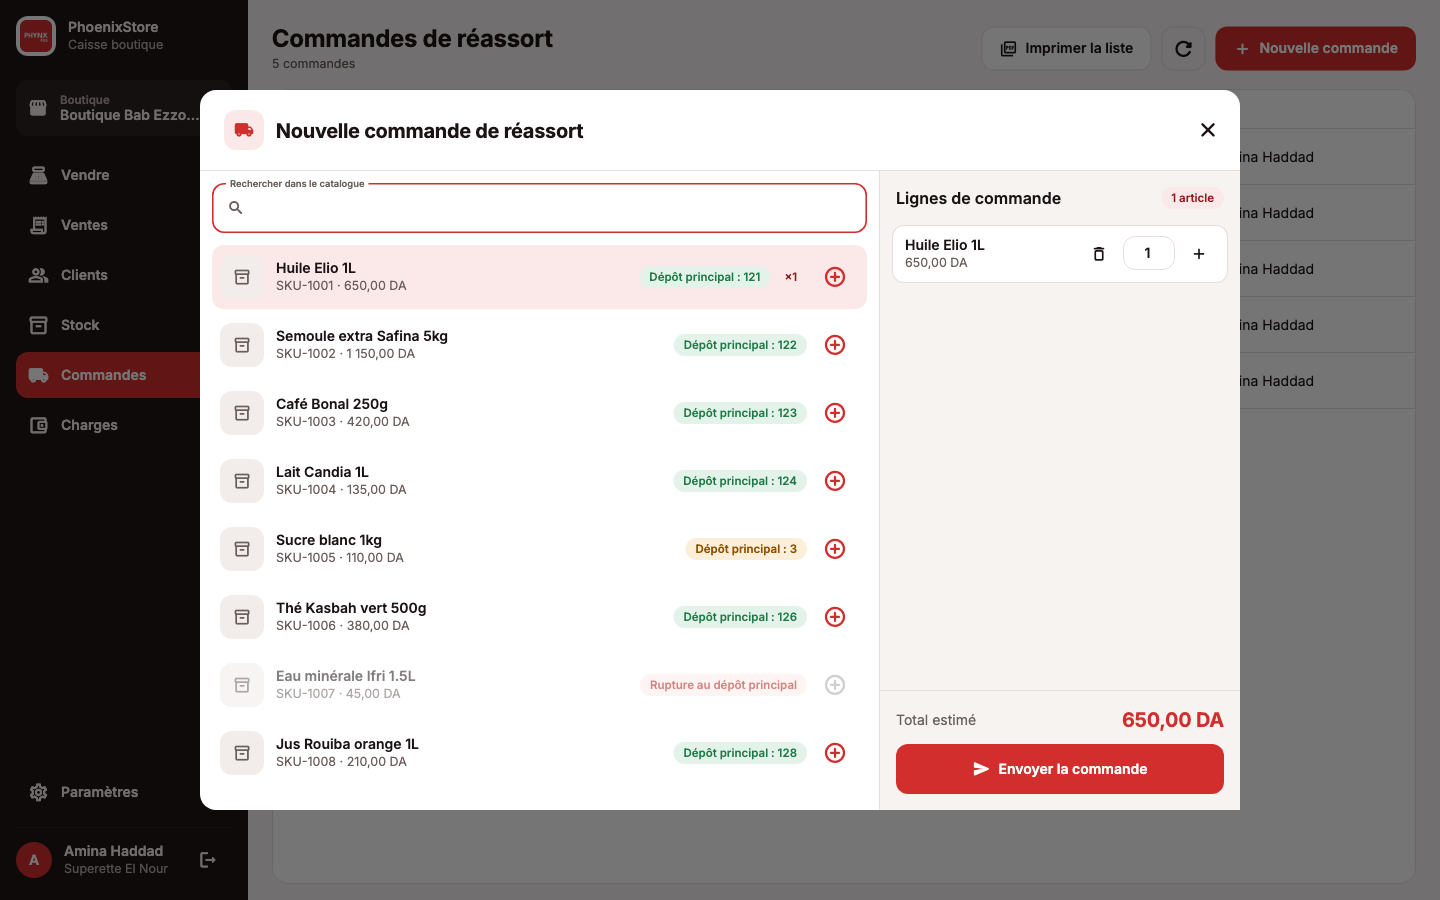 PHYNX
PhoenixStore
Caisse boutique
Boutique
Boutique Bab Ezzo...
Vendre
Ventes
Clients
Stock
Commandes
Charges
Paramètres
A
Amina Haddad
Superette El Nour
Commandes de réassort
5 commandes
Imprimer la liste
Nouvelle commande
Nouvelle commande de réassort
Rechercher dans le catalogue
Huile Elio 1L
SKU-1001 · 650,00 DA
Dépôt principal : 121
×1
Semoule extra Safina 5kg
SKU-1002 · 1 150,00 DA
Dépôt principal : 122
Café Bonal 250g
SKU-1003 · 420,00 DA
Dépôt principal : 123
Lait Candia 1L
SKU-1004 · 135,00 DA
Dépôt principal : 124
Sucre blanc 1kg
SKU-1005 · 110,00 DA
Dépôt principal : 3
Thé Kasbah vert 500g
SKU-1006 · 380,00 DA
Dépôt principal : 126
Eau minérale Ifri 1.5L
SKU-1007 · 45,00 DA
Rupture au dépôt principal
Jus Rouiba orange 1L
SKU-1008 · 210,00 DA
Dépôt principal : 128
Lignes de commande
1 article
Huile Elio 1L
650,00 DA
1
Total estimé
650,00 DA
Envoyer la commande
ina Haddad
ina Haddad
ina Haddad
ina Haddad
ina Haddad